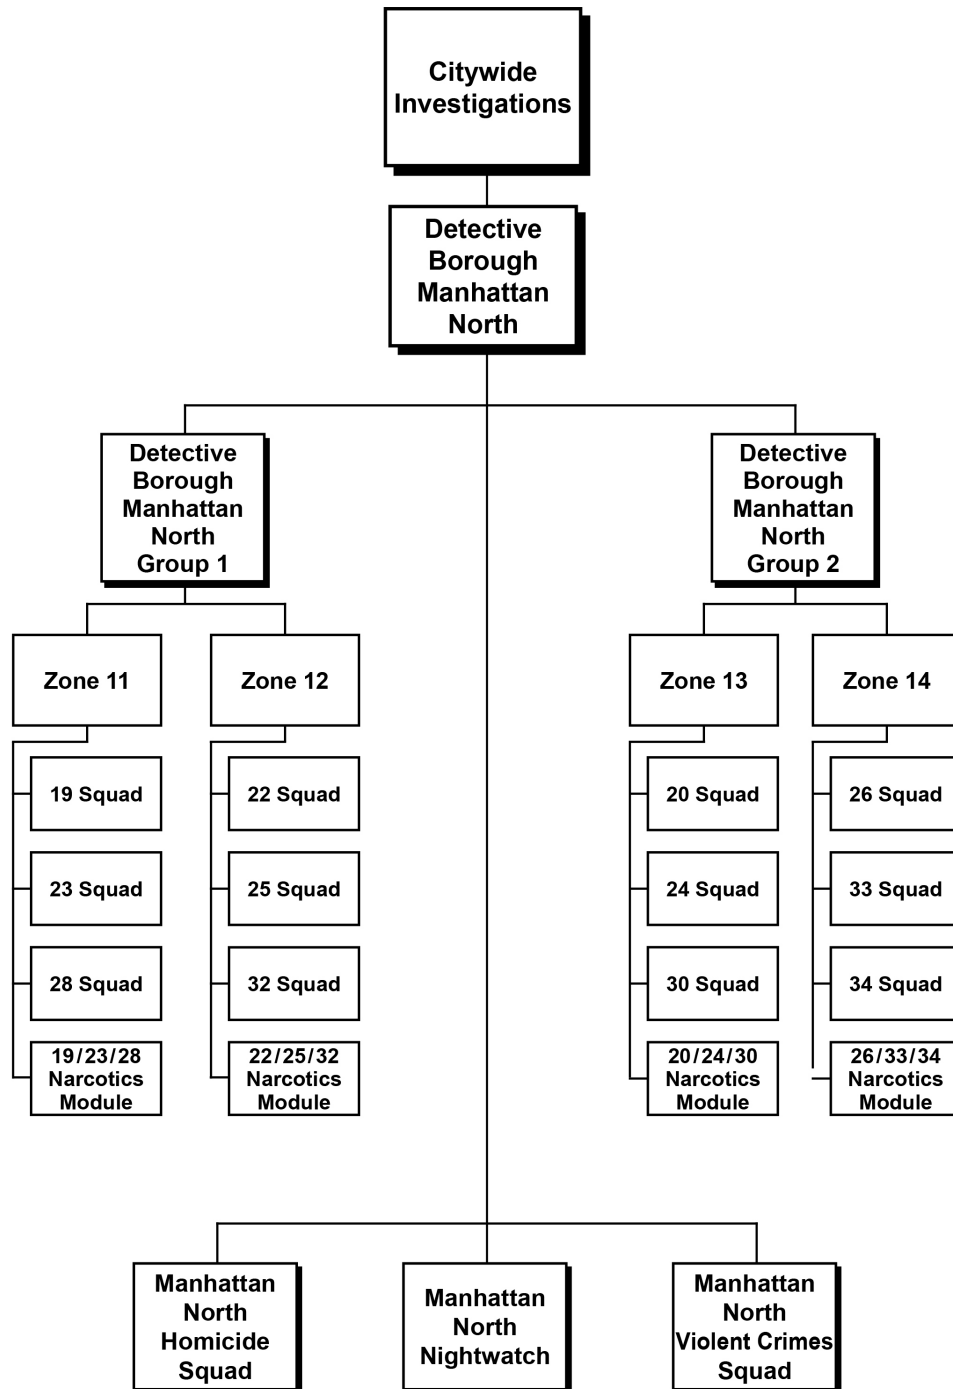 Citywide
Investigations
Detective
Borough
Manhattan
North
Detective
Borough
Manhattan
North
Group 1
Detective
Borough
Manhattan
North
Group 2
Zone 11
Zone 12
Zone 13
Zone 14
19 Squad
22 Squad
20 Squad
26 Squad
23 Squad
25 Squad
24 Squad
33 Squad
28 Squad
32 Squad
30 Squad
34 Squad
19/23/28
Narcotics
Module
22/25/32
Narcotics
Module
20/24/30
Narcotics
Module
26/33/34
Narcotics
Module
Manhattan
North
Homicide
Squad
Manhattan
North
Nightwatch
Manhattan
North
Violent Crimes
Squad